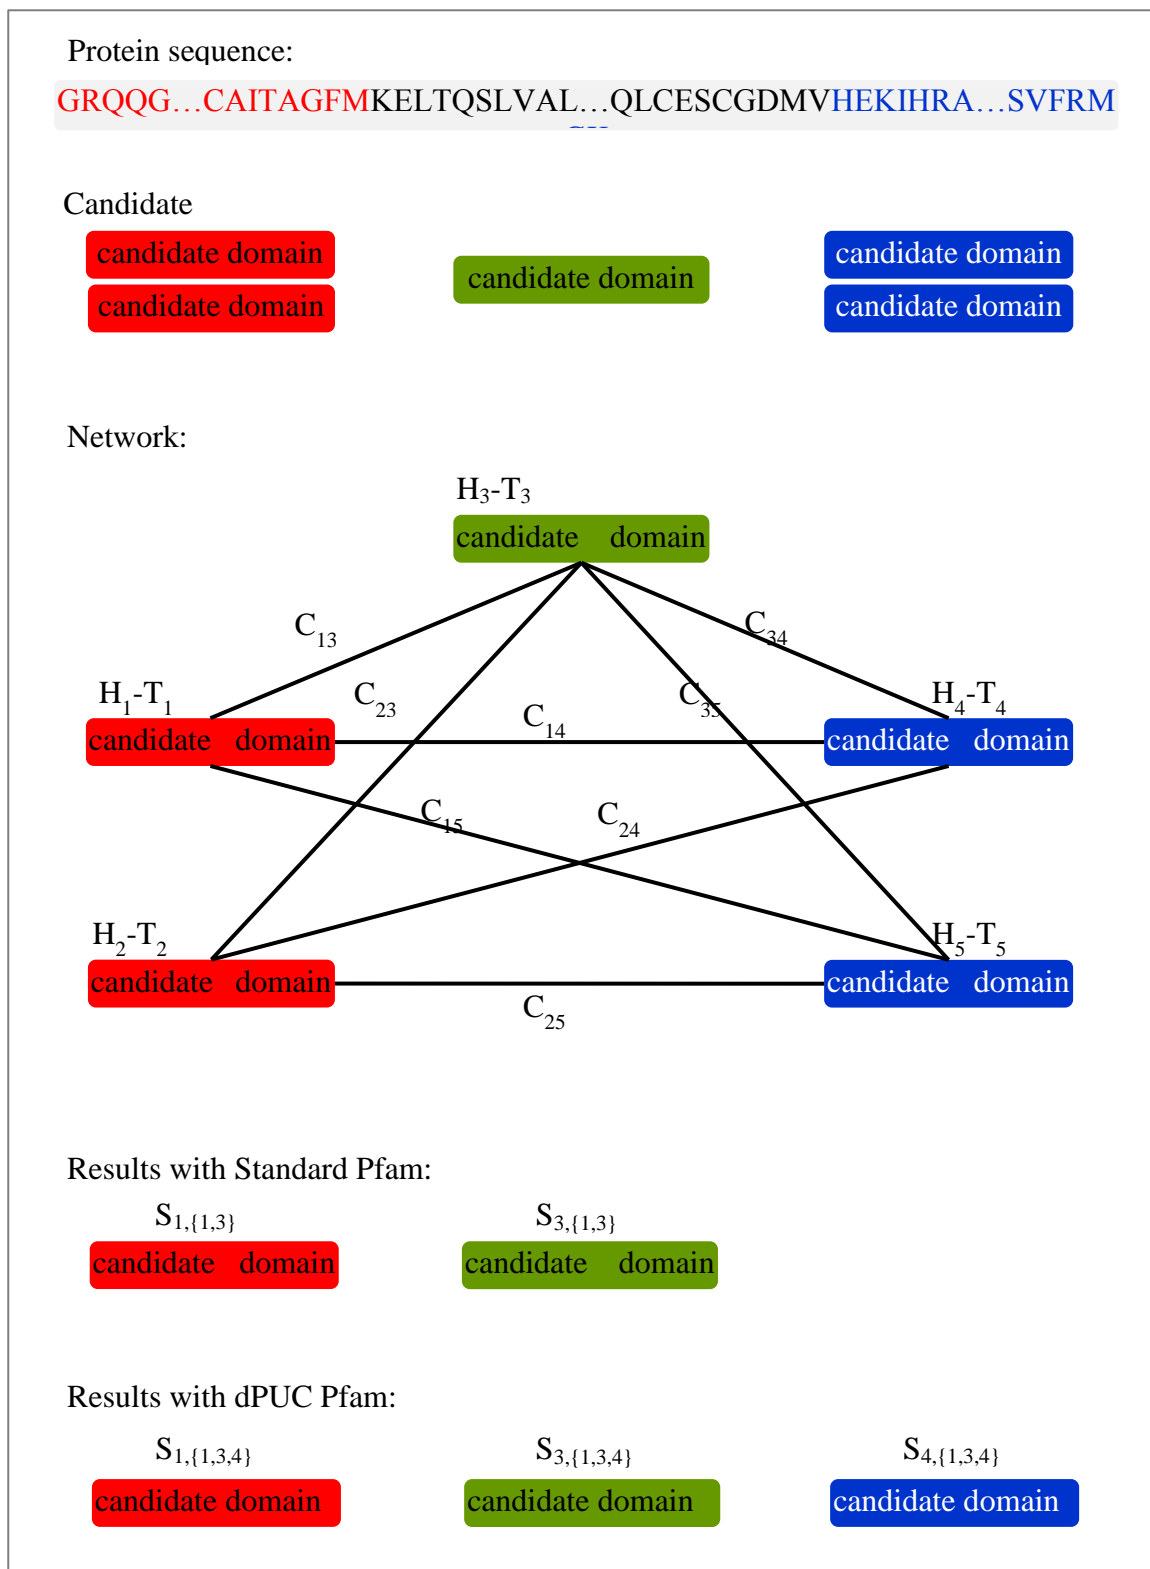 Protein sequence:
GRQQG…CAITAGFMKELTQSLVAL…QLCESCGDMVHEKIHRA…SVFRM
Candidate
candidate domain
candidate domain
candidate domain
candidate domain
candidate domain
Network:
H₃-T₃
candidate domain
C₁₃
C₃₄
H₁-T₁
C₂₃
C₃₅
H₄-T₄
candidate domain
C₁₄
candidate domain
C₁₅
C₂₄
H₂-T₂
H₅-T₅
candidate domain
candidate domain
C₂₅
Results with Standard Pfam:
S1,{1,3}
S3,{1,3}
candidate domain
candidate domain
Results with dPUC Pfam:
S1,{1,3,4}
S3,{1,3,4}
S4,{1,3,4}
candidate domain
candidate domain
candidate domain